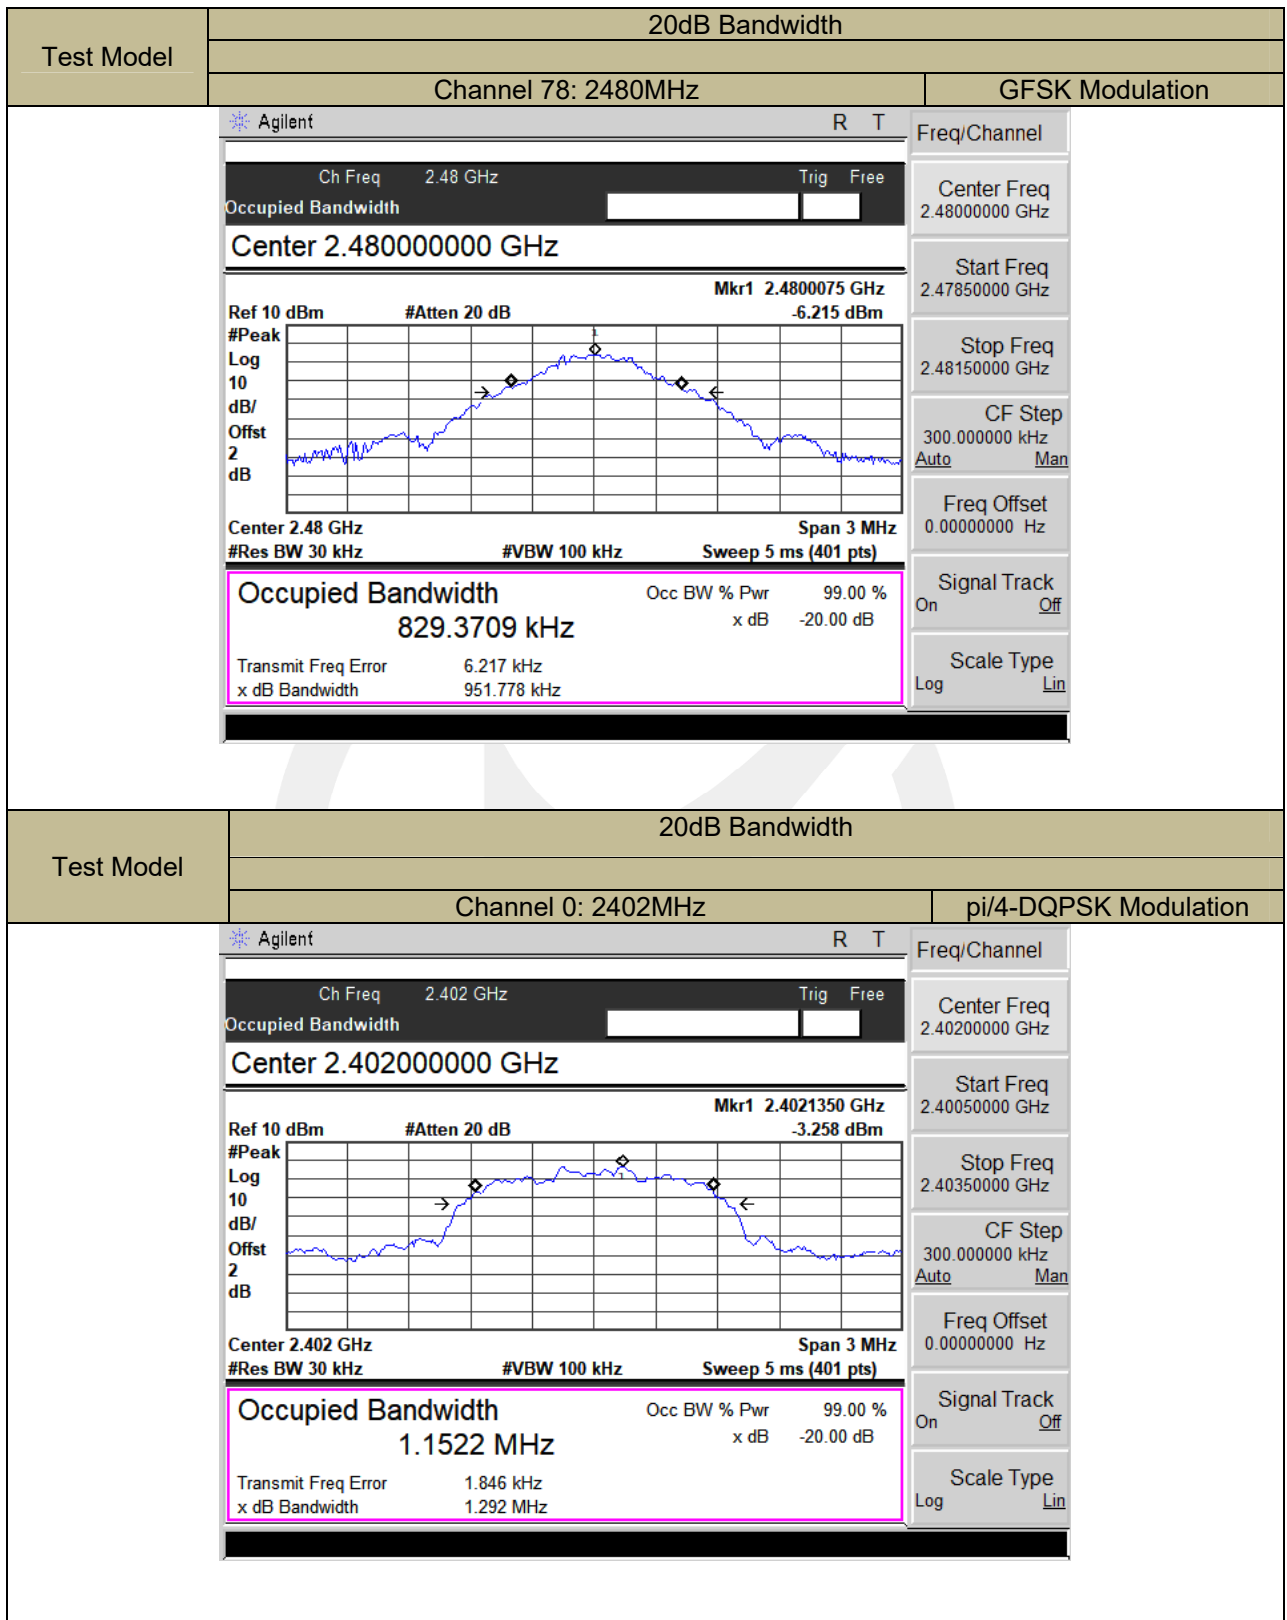 20dB Bandwidth
Test Model
Channel 78: 2480MHz GFSK Modulation
Agilent R T
Freq/Channel
Ch Freq 2.48 GHz Trig Free
Occupied Bandwidth
Center Freq
2.48000000 GHz
Center 2.480000000 GHz
Start Freq
2.47850000 GHz
Mkr1 2.4800075 GHz
Ref 10 dBm #Atten 20 dB -6.215 dBm
#Peak
Log
10
dB/
Offst
2
dB
1
Stop Freq
2.48150000 GHz
CF Step
300.000000 kHz
Auto Man
Freq Offset
0.00000000 Hz
Center 2.48 GHz Span 3 MHz
#Res BW 30 kHz #VBW 100 kHz Sweep 5 ms (401 pts)
Occupied Bandwidth Occ BW % Pwr 99.00 %
829.3709 kHz x dB -20.00 dB
Transmit Freq Error 6.217 kHz
x dB Bandwidth 951.778 kHz
Signal Track
On Off
Scale Type
Log Lin
20dB Bandwidth
Test Model
Channel 0: 2402MHz pi/4-DQPSK Modulation
Agilent R T
Freq/Channel
Ch Freq 2.402 GHz Trig Free
Occupied Bandwidth
Center Freq
2.40200000 GHz
Center 2.402000000 GHz
Start Freq
2.40050000 GHz
Mkr1 2.4021350 GHz
Ref 10 dBm #Atten 20 dB -3.258 dBm
#Peak
Log
10
dB/
Offst
2
dB
1
Stop Freq
2.40350000 GHz
CF Step
300.000000 kHz
Auto Man
Freq Offset
0.00000000 Hz
Center 2.402 GHz Span 3 MHz
#Res BW 30 kHz #VBW 100 kHz Sweep 5 ms (401 pts)
Occupied Bandwidth Occ BW % Pwr 99.00 %
1.1522 MHz x dB -20.00 dB
Transmit Freq Error 1.846 kHz
x dB Bandwidth 1.292 MHz
Signal Track
On Off
Scale Type
Log Lin